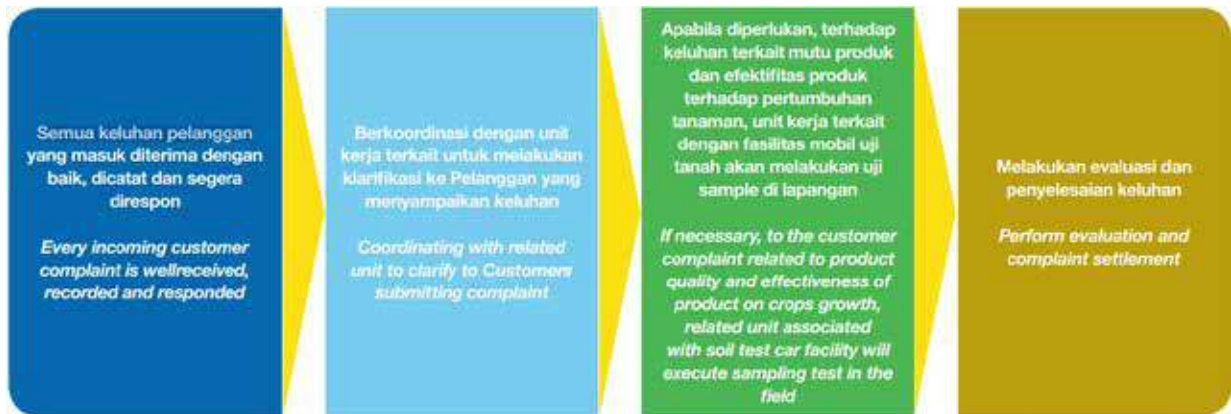 Semua keluhan pelanggan
yang masuk diterima dengan
baik, dicatat dan segera
direspon
Every incoming customer
complaint is wellreceived,
recorded and responded
Berkoordinasi dengan unit
kerja terkait untuk melakukan
klarifikasi ke Pelanggan yang
menyampaikan keluhan
Coordinating with related
unit to clarify to Customers
submitting complaint
Apabila diperlukan, terhadap
keluhan terkait mutu produk
dan efektifitas produk
terhadap pertumbuhan
tanaman, unit kerja terkait
dengan fasilitas mobil uji
tanah akan melakukan uji
sample di lapangan
If necessary, to the customer
complaint related to product
quality and effectiveness of
product on crops growth,
related unit associated
with soil test car facility will
execute sampling test in the
field
Melakukan evaluasi dan
penyelesaian keluhan
Perform evaluation and
complaint settlement